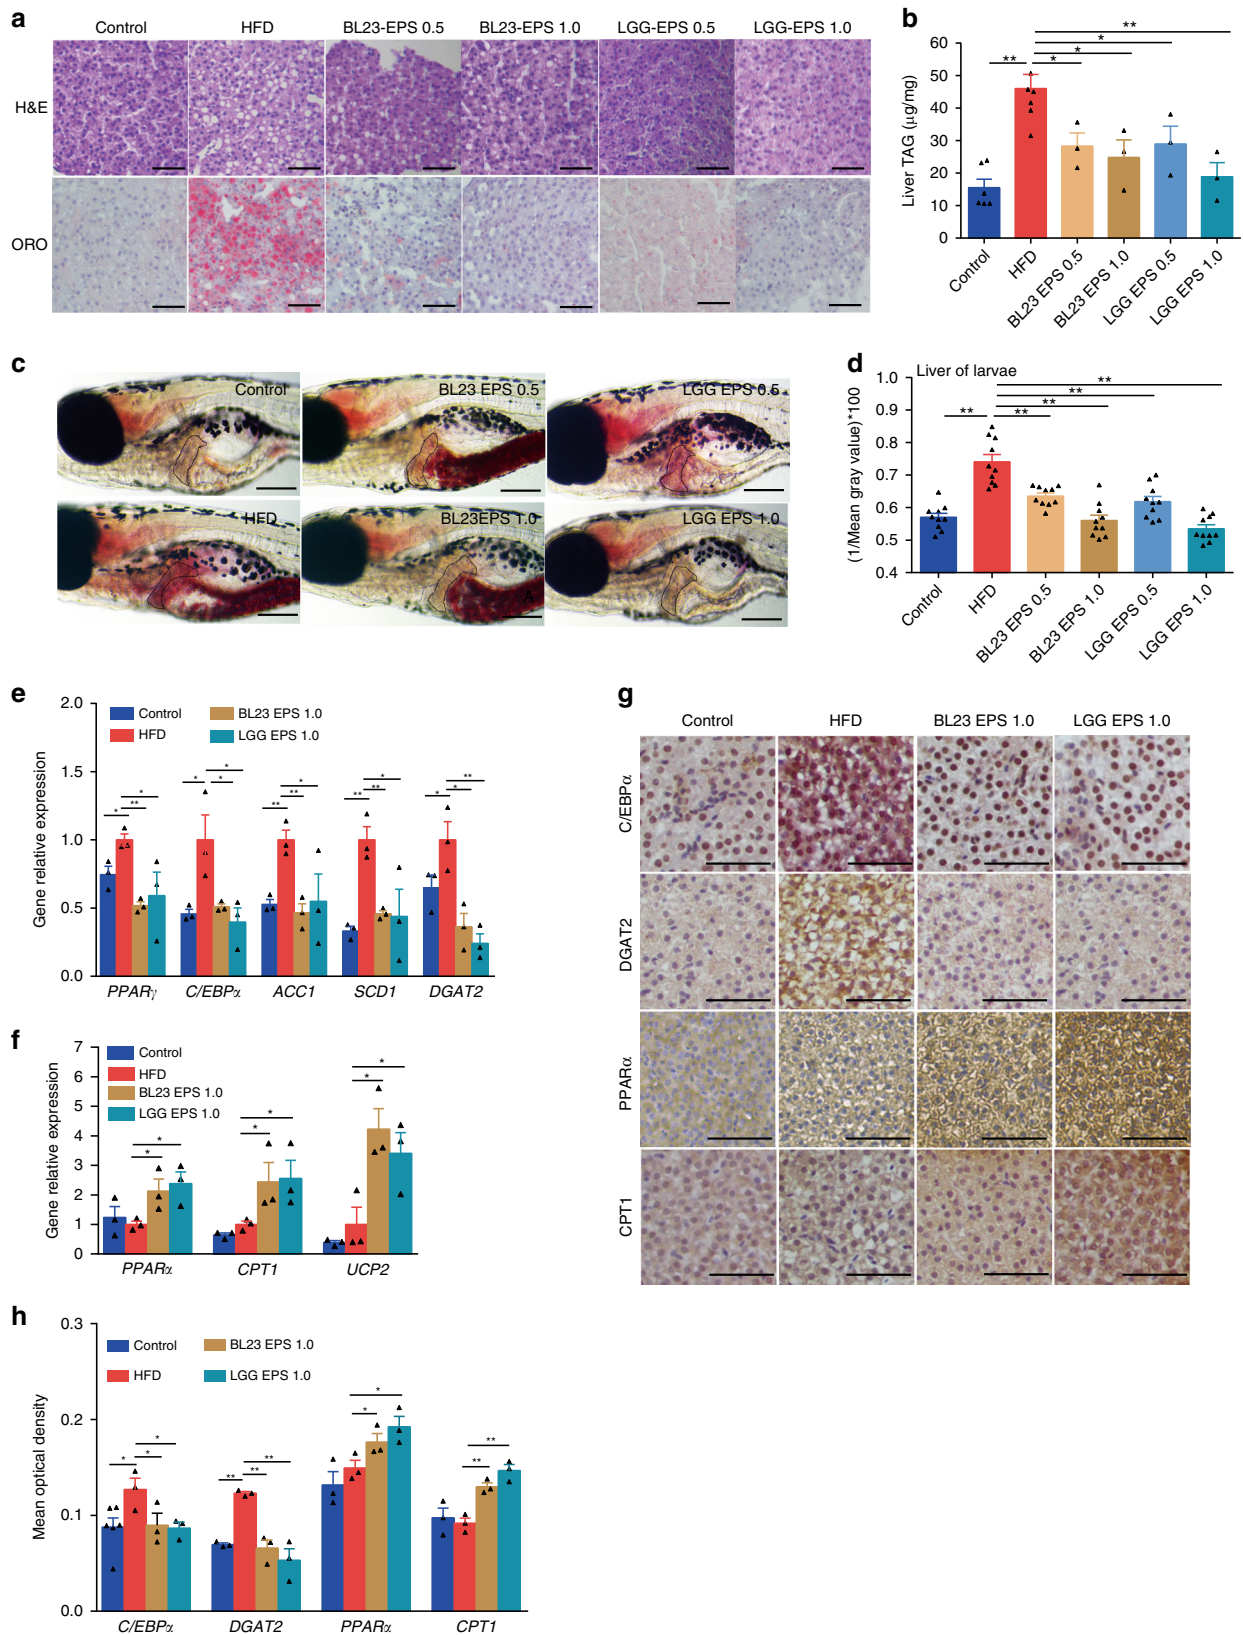 a
Control HFD BL23-EPS 0.5 BL23-EPS 1.0 LGG-EPS 0.5 LGG-EPS 1.0
H&E
ORO
b
Liver TAG (μg/mg)
60
50
40
30
20
10
0
** * * * **
Control HFD BL23 EPS 0.5 BL23 EPS 1.0 LGG EPS 0.5 LGG EPS 1.0
c
Control BL23 EPS 0.5 LGG EPS 0.5
HFD BL23EPS 1.0 LGG EPS 1.0
A
d
Liver of larvae
(1/Mean gray value)*100
1.0
0.9
0.8
0.7
0.6
0.5
0.4
** ** ** ** **
Control HFD BL23 EPS 0.5 BL23 EPS 1.0 LGG EPS 0.5 LGG EPS 1.0
e
Gene relative expression
2.0
1.5
1.0
0.5
0.0
Control BL23 EPS 1.0
HFD LGG EPS 1.0
* ** * * * * ** ** * ** ** * * * **
PPARγ C/EBPα ACC1 SCD1 DGAT2
f
Gene relative expression
7
6
5
4
3
2
1
0
Control
HFD
BL23 EPS 1.0
LGG EPS 1.0
* * * * * *
PPARα CPT1 UCP2
g
Control HFD BL23 EPS 1.0 LGG EPS 1.0
C/EBPα
DGAT2
PPARα
CPT1
h
Mean optical density
0.3
0.2
0.1
0.0
Control BL23 EPS 1.0
HFD LGG EPS 1.0
* * * ** ** ** * * ** **
C/EBPα DGAT2 PPARα CPT1